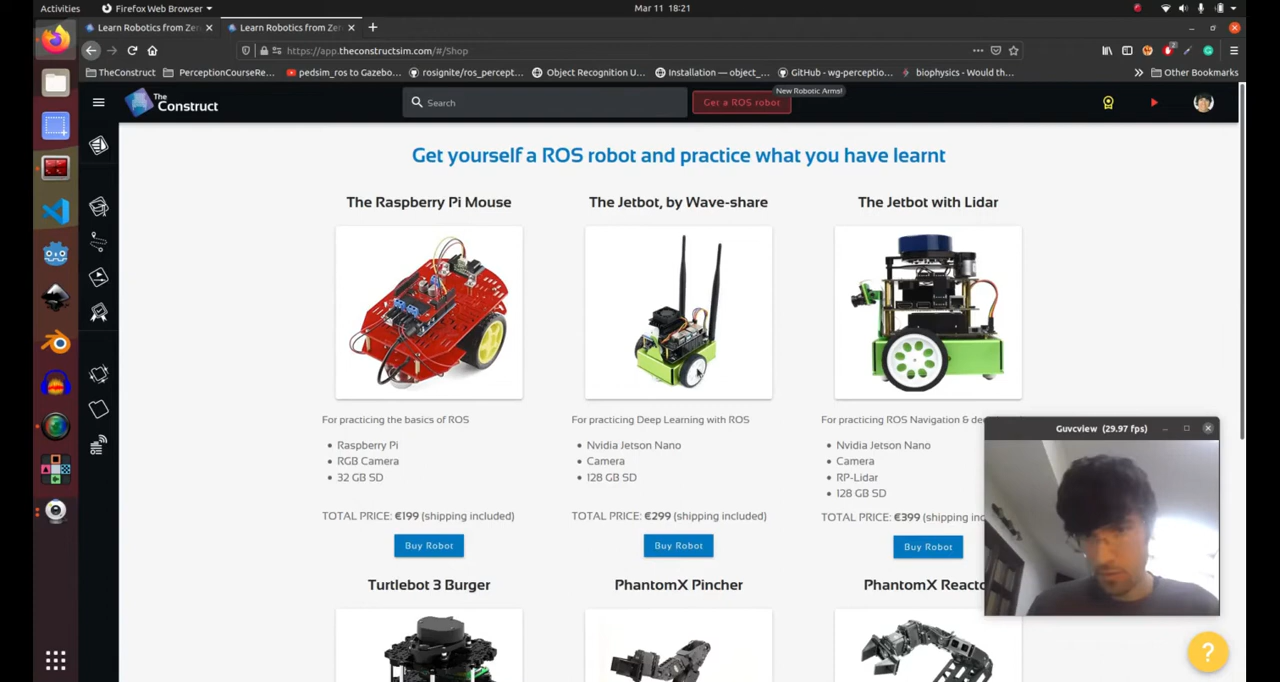 Activities
Firefox Web Browser
Mar 11 18:21
Learn Robotics from Zer
Learn Robotics from Zer
https://app.theconstructsim.com/#/Shop
TheConstruct
PerceptionCourseRe...
pedsim_ros to Gazebo...
rosignite/ros_percept...
Object Recognition U...
Installation — object_...
GitHub - wg-perceptio...
biophysics - Would th...
Other Bookmarks
The Construct
Search
Get a ROS robot
New Robotic Arms!
Get yourself a ROS robot and practice what you have learnt
The Raspberry Pi Mouse
The Jetbot, by Wave-share
The Jetbot with Lidar
For practicing the basics of ROS
Raspberry Pi
RGB Camera
32 GB SD
TOTAL PRICE: €199 (shipping included)
Buy Robot
For practicing Deep Learning with ROS
Nvidia Jetson Nano
Camera
128 GB SD
TOTAL PRICE: €299 (shipping included)
Buy Robot
For practicing ROS Navigation & de
Nvidia Jetson Nano
Camera
RP-Lidar
128 GB SD
TOTAL PRICE: €399 (shipping inc
Buy Robot
Guvcview (29.97 fps)
Turtlebot 3 Burger
PhantomX Pincher
PhantomX Reacto
?